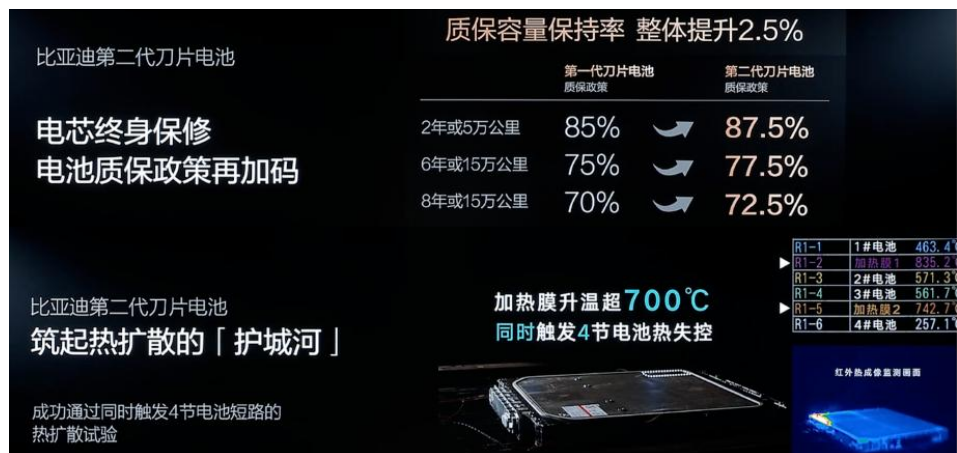 质保容量保持率 整体提升2.5%
比亚迪第二代刀片电池
电芯终身保修
电池质保政策再加码
第一代刀片电池 第二代刀片电池
质保政策 质保政策
2年或5万公里 85% 87.5%
6年或15万公里 75% 77.5%
8年或15万公里 70% 72.5%
比亚迪第二代刀片电池
筑起热扩散的「护城河」
成功通过同时触发4节电池短路的
热扩散试验
加热膜升温超700℃
同时触发4节电池热失控
R1-1 1#电池 463.4℃
R1-2 加热膜1 835.2℃
R1-3 2#电池 571.3℃
R1-4 3#电池 561.7℃
R1-5 加热膜2 742.7℃
R1-6 4#电池 257.1℃
红外热成像监测画面